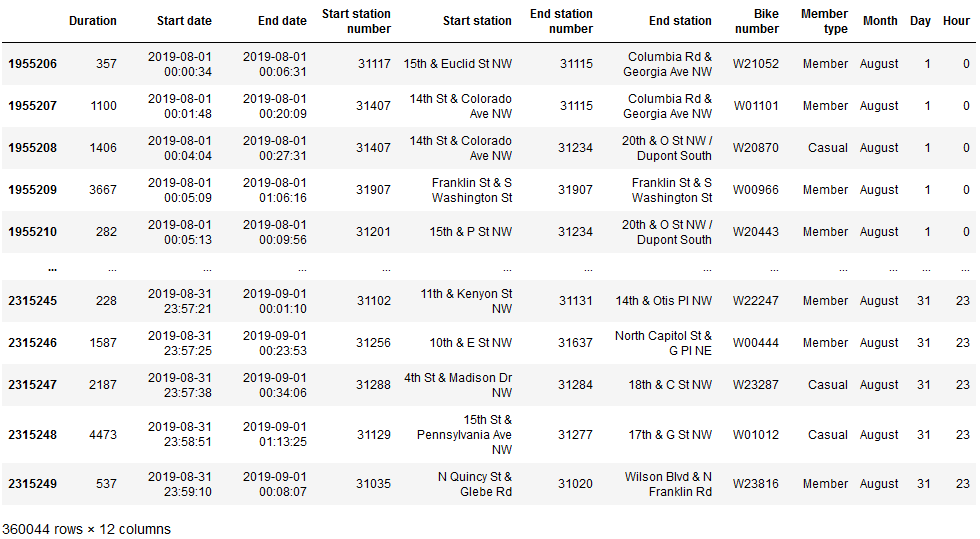 Duration Start date End date Start station number Start station End station number End station Bike number Member type Month Day Hour
1955206 357 2019-08-01 00:00:34 2019-08-01 00:06:31 31117 15th & Euclid St NW 31115 Columbia Rd & Georgia Ave NW W21052 Member August 1 0
1955207 1100 2019-08-01 00:01:48 2019-08-01 00:20:09 31407 14th St & Colorado Ave NW 31115 Columbia Rd & Georgia Ave NW W01101 Member August 1 0
1955208 1406 2019-08-01 00:04:04 2019-08-01 00:27:31 31407 14th St & Colorado Ave NW 31234 20th & O St NW / Dupont South W20870 Casual August 1 0
1955209 3667 2019-08-01 00:05:09 2019-08-01 01:06:16 31907 Franklin St & S Washington St 31907 Franklin St & S Washington St W00966 Member August 1 0
1955210 282 2019-08-01 00:05:13 2019-08-01 00:09:56 31201 15th & P St NW 31234 20th & O St NW / Dupont South W20443 Member August 1 0
... ... ... ... ... ... ... ... ... ... ... ... ...
2315245 228 2019-08-31 23:57:21 2019-09-01 00:01:10 31102 11th & Kenyon St NW 31131 14th & Otis Pl NW W22247 Member August 31 23
2315246 1587 2019-08-31 23:57:25 2019-09-01 00:23:53 31256 10th & E St NW 31637 North Capitol St & G Pl NE W00444 Member August 31 23
2315247 2187 2019-08-31 23:57:38 2019-09-01 00:34:06 31288 4th St & Madison Dr NW 31284 18th & C St NW W23287 Casual August 31 23
2315248 4473 2019-08-31 23:58:51 2019-09-01 01:13:25 31129 15th St & Pennsylvania Ave NW 31277 17th & G St NW W01012 Casual August 31 23
2315249 537 2019-08-31 23:59:10 2019-09-01 00:08:07 31035 N Quincy St & Glebe Rd 31020 Wilson Blvd & N Franklin Rd W23816 Member August 31 23
360044 rows × 12 columns